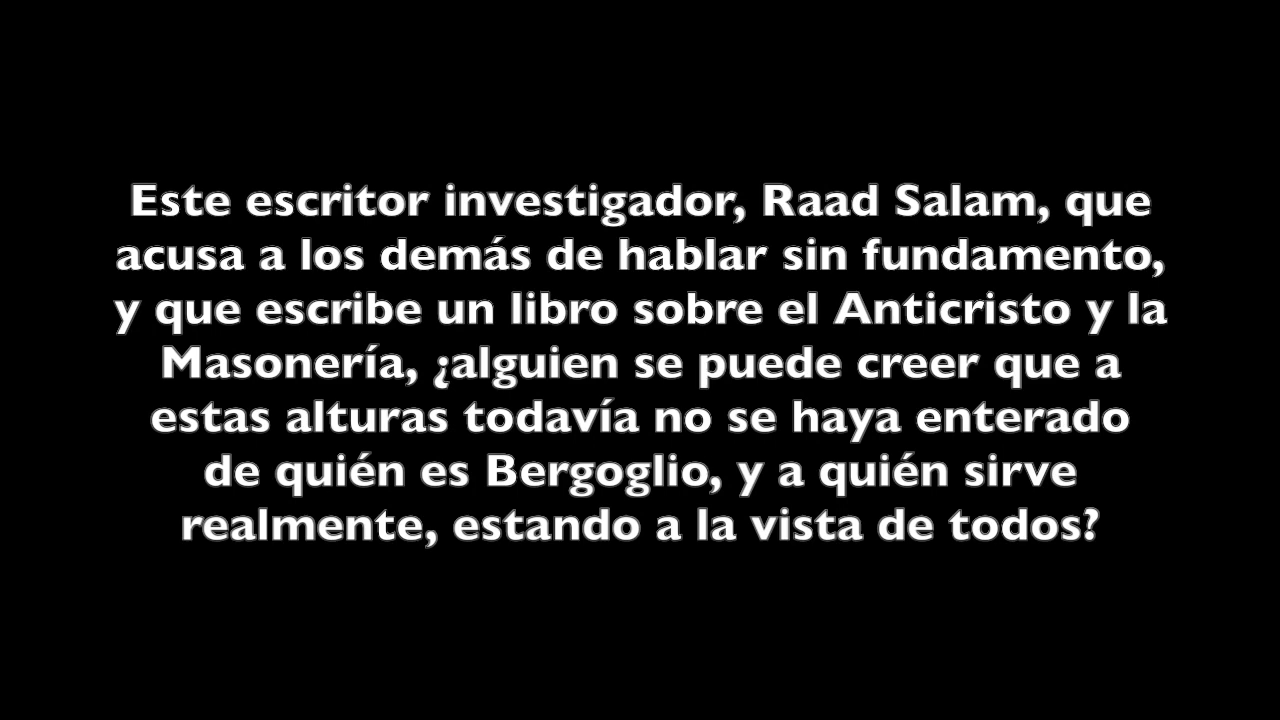 Este escritor investigador, Raad Salam, que
acusa a los demás de hablar sin fundamento,
y que escribe un libro sobre el Anticristo y la
Masonería, ¿alguien se puede creer que a
estas alturas todavía no se haya enterado
de quién es Bergoglio, y a quién sirve
realmente, estando a la vista de todos?